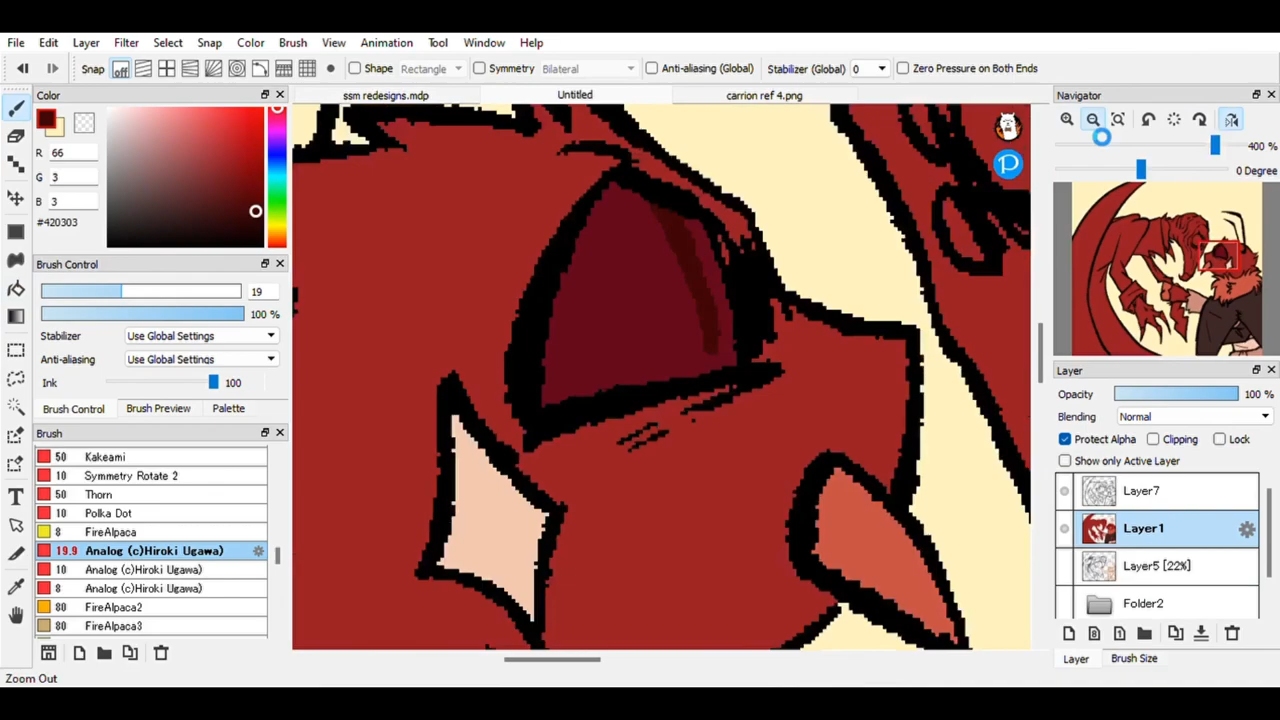 File Edit Layer Filter Select Snap Color Brush View Animation Tool Window Help
Snap off Shape Rectangle Symmetry Bilateral Anti-aliasing (Global) Stabilizer (Global) 0 Zero Pressure on Both Ends
Color
ssm redesigns.mdp Untitled carrion ref 4.png
Navigator
R 66
G 3
B 3
#420303
400 %
0 Degree
P
Brush Control
19
100 %
Stabilizer Use Global Settings
Anti-aliasing Use Global Settings
Ink 100
Brush Control Brush Preview Palette
Layer
Opacity 100 %
Blending Normal
Protect Alpha Clipping Lock
Show only Active Layer
Layer7
Layer1
Layer5 [22%]
Folder2
Layer Brush Size
Brush
50 Kakeami
10 Symmetry Rotate 2
50 Thorn
10 Polka Dot
8 FireAlpaca
19.9 Analog (c)Hiroki Ugawa)
10 Analog (c)Hiroki Ugawa)
8 Analog (c)Hiroki Ugawa)
80 FireAlpaca2
80 FireAlpaca3
Zoom Out